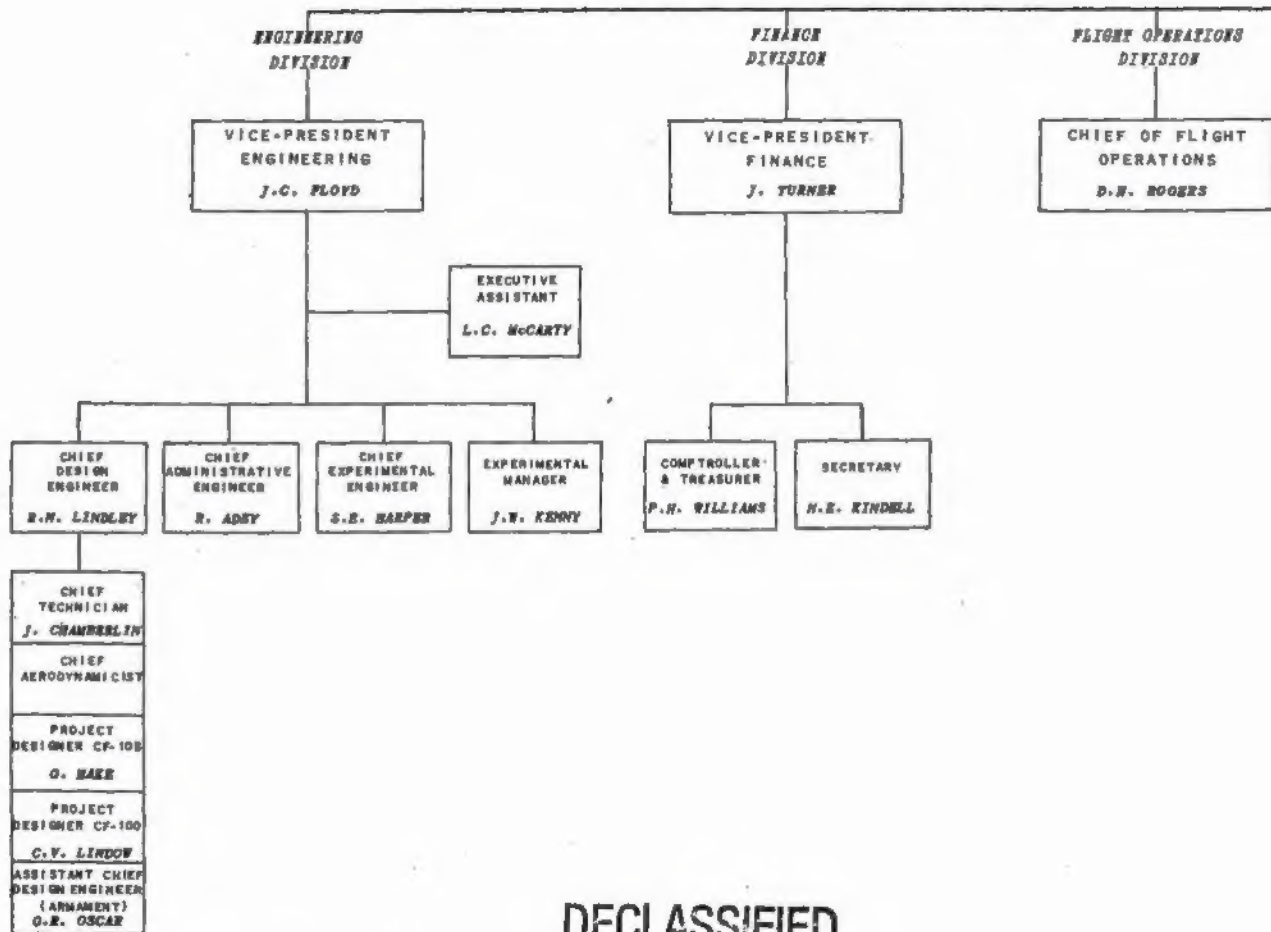 ENGINEERING
DIVISION
FINANCE
DIVISION
FLIGHT OPERATIONS
DIVISION
VICE-PRESIDENT
ENGINEERING
J.C. FLOYD
VICE-PRESIDENT
FINANCE
J. TURNER
CHIEF OF FLIGHT
OPERATIONS
D.H. ROGERS
EXECUTIVE
ASSISTANT
L.C. McCARTY
CHIEF
DESIGN
ENGINEER
R.N. LINDLEY
CHIEF
ADMINISTRATIVE
ENGINEER
R. ADEY
CHIEF
EXPERIMENTAL
ENGINEER
S.E. HARPER
EXPERIMENTAL
MANAGER
J.W. KENNY
COMPTROLLER
& TREASURER
P.H. WILLIAMS
SECRETARY
H.E. KINDELL
CHIEF
TECHNICIAN
J. CHAMBERLIN
CHIEF
AERODYNAMICIST
PROJECT
DESIGNER CF-105
G. HAKE
PROJECT
DESIGNER CF-100
C.V. LINDOW
ASSISTANT CHIEF
DESIGN ENGINEER
(ARMAMENT)
G.R. OSCAR
DECLASSIFIED